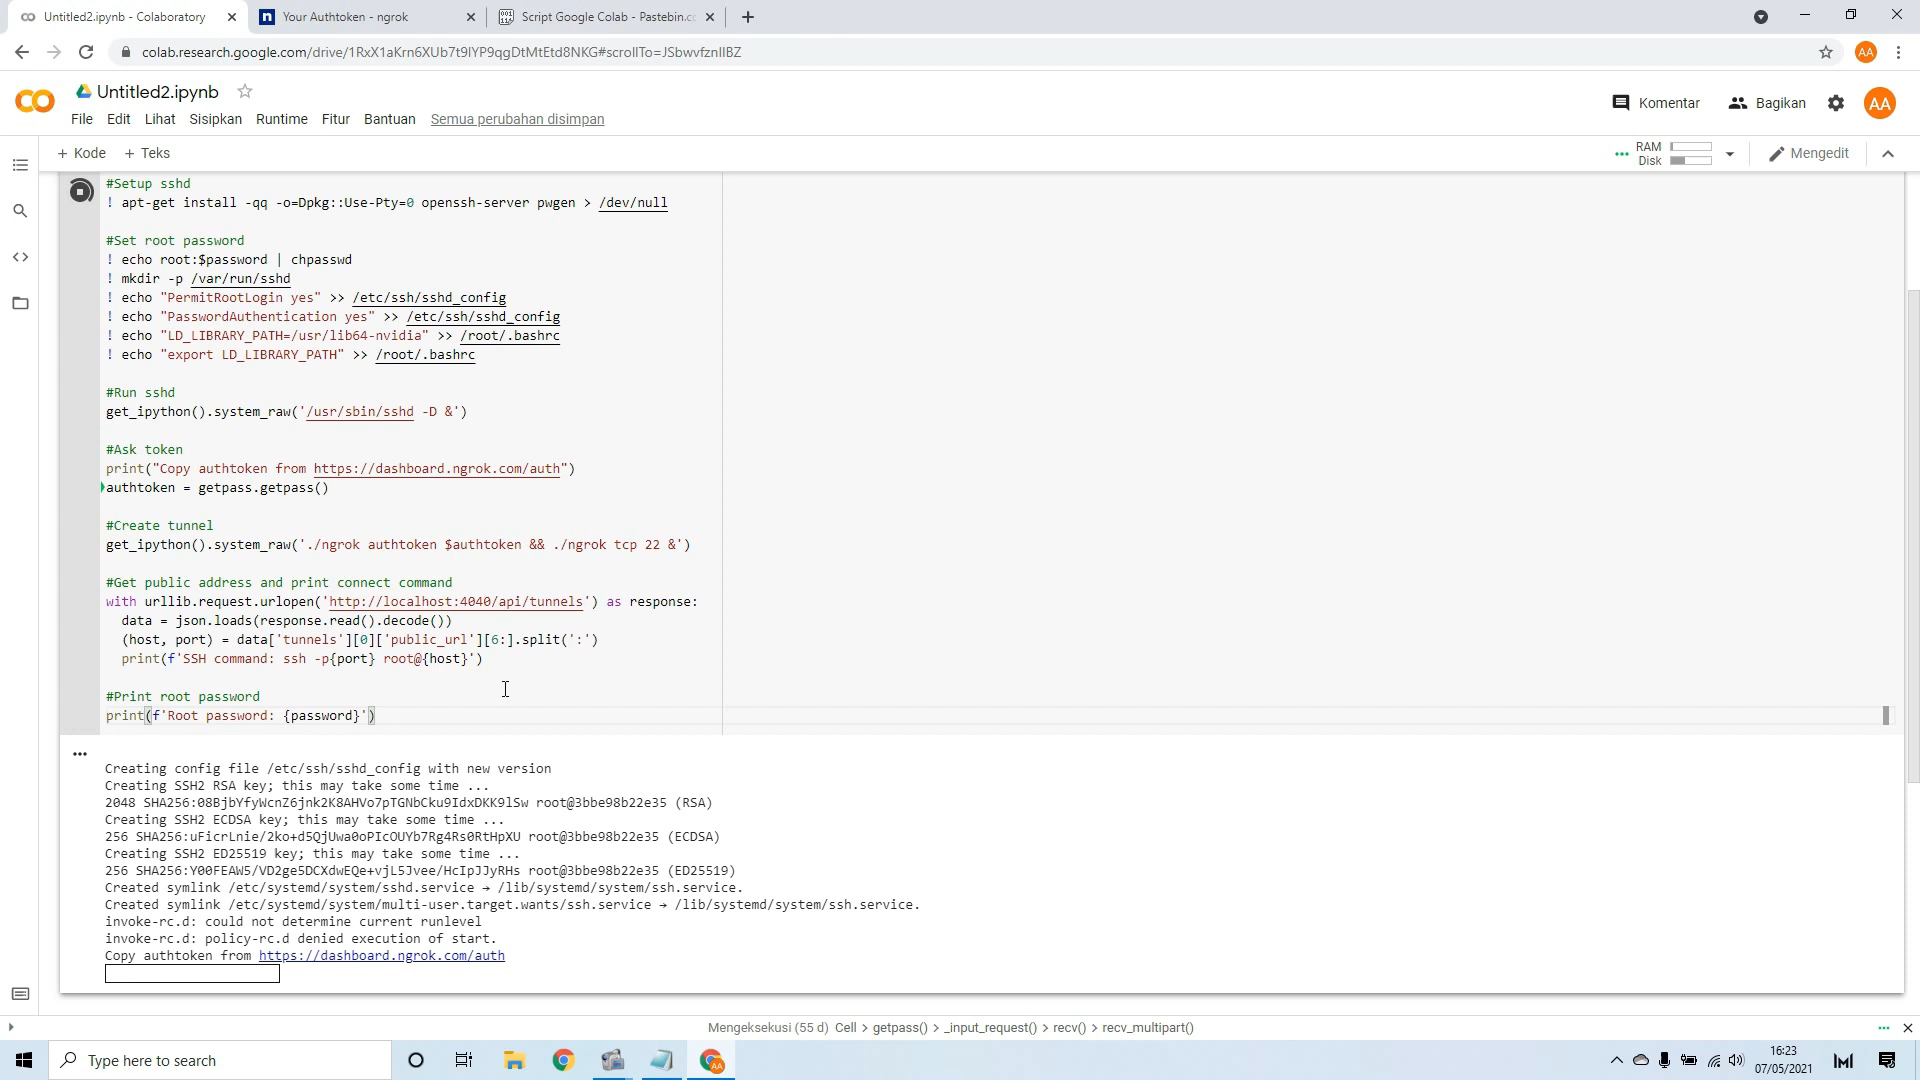 Untitled2.ipynb - Colaboratory
Your Authtoken - ngrok
Script Google Colab - Pastebin.co
colab.research.google.com/drive/1RxX1aKrn6XUb7t9lYP9qgDtMtEtd8NKG#scrollTo=JSbwvfznIlBZ
AA
CO
Untitled2.ipynb
Komentar
Bagikan
AA
File Edit Lihat Sisipkan Runtime Fitur Bantuan Semua perubahan disimpan
+ Kode + Teks
RAM
Disk
Mengedit
#Setup sshd
! apt-get install -qq -o=Dpkg::Use-Pty=0 openssh-server pwgen > /dev/null
#Set root password
! echo root:$password | chpasswd
! mkdir -p /var/run/sshd
! echo "PermitRootLogin yes" >> /etc/ssh/sshd_config
! echo "PasswordAuthentication yes" >> /etc/ssh/sshd_config
! echo "LD_LIBRARY_PATH=/usr/lib64-nvidia" >> /root/.bashrc
! echo "export LD_LIBRARY_PATH" >> /root/.bashrc
#Run sshd
get_ipython().system_raw('/usr/sbin/sshd -D &')
#Ask token
print("Copy authtoken from https://dashboard.ngrok.com/auth")
authtoken = getpass.getpass()
#Create tunnel
get_ipython().system_raw('./ngrok authtoken $authtoken && ./ngrok tcp 22 &')
#Get public address and print connect command
with urllib.request.urlopen('http://localhost:4040/api/tunnels') as response:
data = json.loads(response.read().decode())
(host, port) = data['tunnels'][0]['public_url'][6:].split(':')
print(f'SSH command: ssh -p{port} root@{host}')
#Print root password
print(f'Root password: {password}')
Creating config file /etc/ssh/sshd_config with new version
Creating SSH2 RSA key; this may take some time ...
2048 SHA256:08BjbYfyWcnZ6jnk2K8AHVo7pTGNbCku9IdxDKK9lSw root@3bbe98b22e35 (RSA)
Creating SSH2 ECDSA key; this may take some time ...
256 SHA256:uFicrLnie/2ko+d5QjUwa0oPIcOUYb7Rg4Rs0RtHpXU root@3bbe98b22e35 (ECDSA)
Creating SSH2 ED25519 key; this may take some time ...
256 SHA256:Y00FEAW5/VD2ge5DCXdwEQe+vjL5Jvee/HcIpJJyRHs root@3bbe98b22e35 (ED25519)
Created symlink /etc/systemd/system/sshd.service → /lib/systemd/system/ssh.service.
Created symlink /etc/systemd/system/multi-user.target.wants/ssh.service → /lib/systemd/system/ssh.service.
invoke-rc.d: could not determine current runlevel
invoke-rc.d: policy-rc.d denied execution of start.
Copy authtoken from https://dashboard.ngrok.com/auth
Mengeksekusi (55 d) Cell > getpass() > _input_request() > recv() > recv_multipart()
Type here to search
AA
16:23
07/05/2021